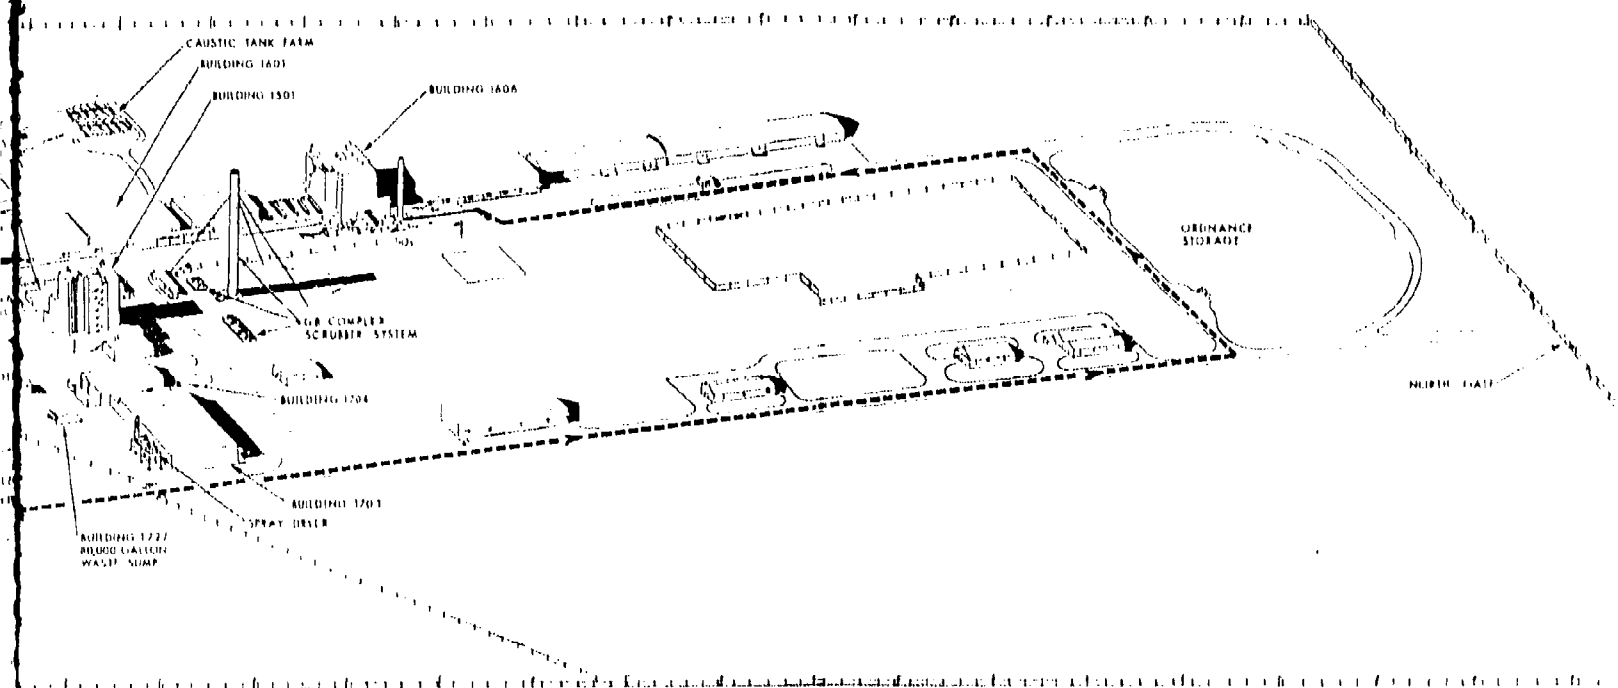 CAUSTIC TANK FARM
BUILDING 1601
BUILDING 1501
BUILDING 1606
ORDNANCE
STORAGE
GB COMPLEX
SCRUBBER SYSTEM
NORTH GATE
BUILDING 1704
BUILDING 1703
SPRAY DRYER
BUILDING 1727
80,000 GALLON
WASTE SUMP